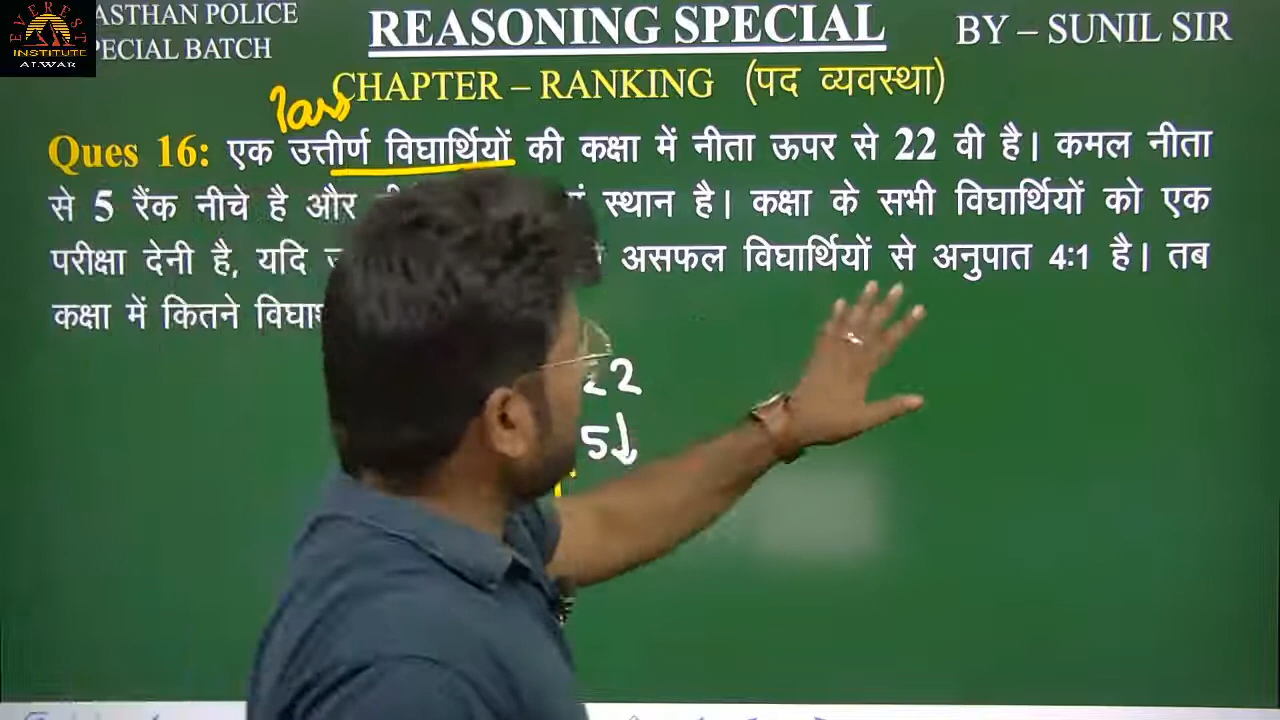 EVEREST
INSTITUTE
ALWAR
ASTHAN POLICE
PECIAL BATCH
REASONING SPECIAL
BY – SUNIL SIR
CHAPTER – RANKING (पद व्यवस्था)
Pass
Ques 16: एक उत्तीर्ण विघार्थियों की कक्षा में नीता ऊपर से 22 वी है। कमल नीता
से 5 रैंक नीचे है और स्थान है। कक्षा के सभी विघार्थियों को एक
परीक्षा देनी है, यदि असफल विघार्थियों से अनुपात 4:1 है। तब
कक्षा में कितने
22
5↓